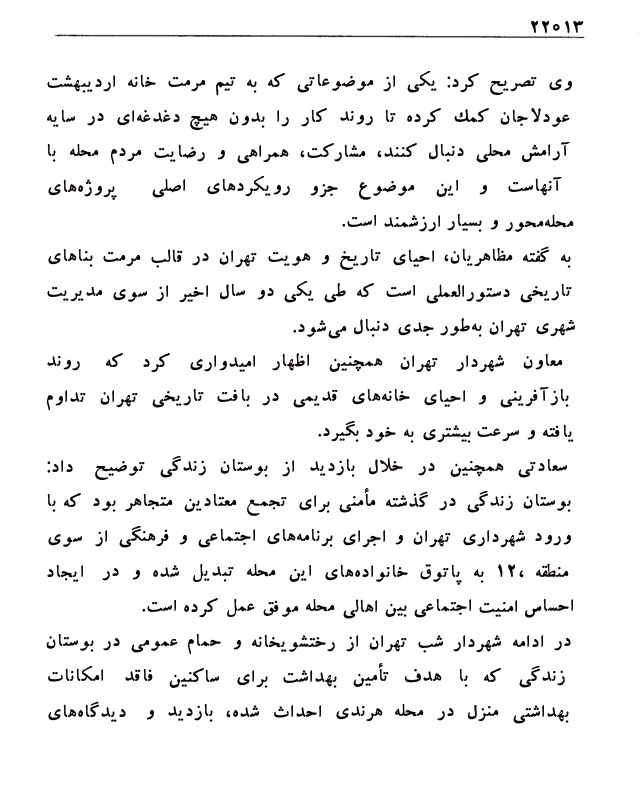 ۲۲۰۱۳
وی تصریح کرد: یکی از موضوعاتی که به تیم مرمت خانه اردیبهشت
عودلاجان کمك کرده تا روند کار را بدون هیچ دغدغه‌ای در سایه
آرامش محلی دنبال کنند، مشارکت، همراهی و رضایت مردم محله با
آنهاست و این موضوع جزو رویکردهای اصلی پروژه‌های
محله‌محور و بسیار ارزشمند است.
به گفته مظاهریان، احیای تاریخ و هویت تهران در قالب مرمت بناهای
تاریخی دستورالعملی است که طی یکی دو سال اخیر از سوی مدیریت
شهری تهران به‌طور جدی دنبال می‌شود.
معاون شهردار تهران همچنین اظهار امیدواری کرد که روند
بازآفرینی و احیای خانه‌های قدیمی در بافت تاریخی تهران تداوم
یافته و سرعت بیشتری به خود بگیرد.
سعادتی همچنین در خلال بازدید از بوستان زندگی توضیح داد:
بوستان زندگی در گذشته مأمنی برای تجمع معتادین متجاهر بود که با
ورود شهرداری تهران و اجرای برنامه‌های اجتماعی و فرهنگی از سوی
منطقه ۱۲، به پاتوق خانواده‌های این محله تبدیل شده و در ایجاد
احساس امنیت اجتماعی بین اهالی محله موفق عمل کرده است.
در ادامه شهردار شب تهران از رختشویخانه و حمام عمومی در بوستان
زندگی که با هدف تأمین بهداشت برای ساکنین فاقد امکانات
بهداشتی منزل در محله هرندی احداث شده، بازدید و دیدگاه‌های